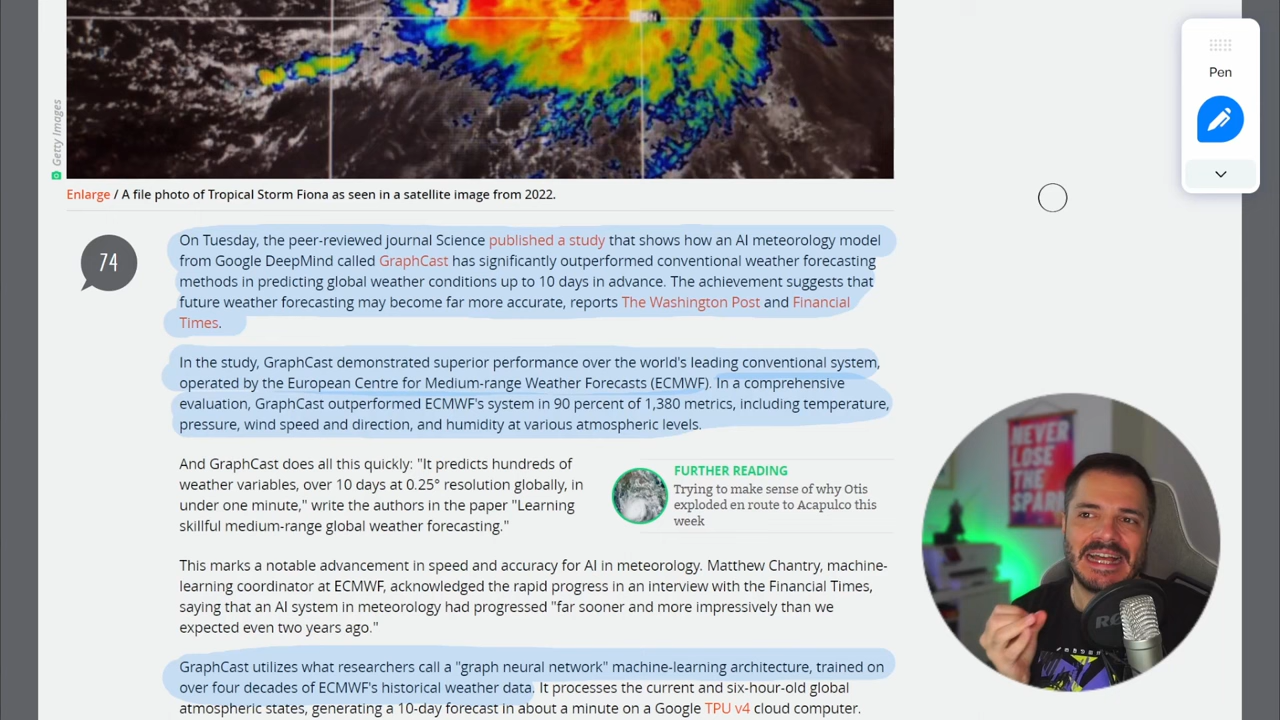 Getty Images
Enlarge / A file photo of Tropical Storm Fiona as seen in a satellite image from 2022.
74
On Tuesday, the peer-reviewed journal Science published a study that shows how an AI meteorology model
from Google DeepMind called GraphCast has significantly outperformed conventional weather forecasting
methods in predicting global weather conditions up to 10 days in advance. The achievement suggests that
future weather forecasting may become far more accurate, reports The Washington Post and Financial
Times.
In the study, GraphCast demonstrated superior performance over the world's leading conventional system,
operated by the European Centre for Medium-range Weather Forecasts (ECMWF). In a comprehensive
evaluation, GraphCast outperformed ECMWF's system in 90 percent of 1,380 metrics, including temperature,
pressure, wind speed and direction, and humidity at various atmospheric levels.
And GraphCast does all this quickly: "It predicts hundreds of
weather variables, over 10 days at 0.25° resolution globally, in
under one minute," write the authors in the paper "Learning
skillful medium-range global weather forecasting."
FURTHER READING
Trying to make sense of why Otis
exploded en route to Acapulco this
week
This marks a notable advancement in speed and accuracy for AI in meteorology. Matthew Chantry, machine-
learning coordinator at ECMWF, acknowledged the rapid progress in an interview with the Financial Times,
saying that an AI system in meteorology had progressed "far sooner and more impressively than we
expected even two years ago."
GraphCast utilizes what researchers call a "graph neural network" machine-learning architecture, trained on
over four decades of ECMWF's historical weather data. It processes the current and six-hour-old global
atmospheric states, generating a 10-day forecast in about a minute on a Google TPU v4 cloud computer.
Pen
NEVER
LOSE
THE